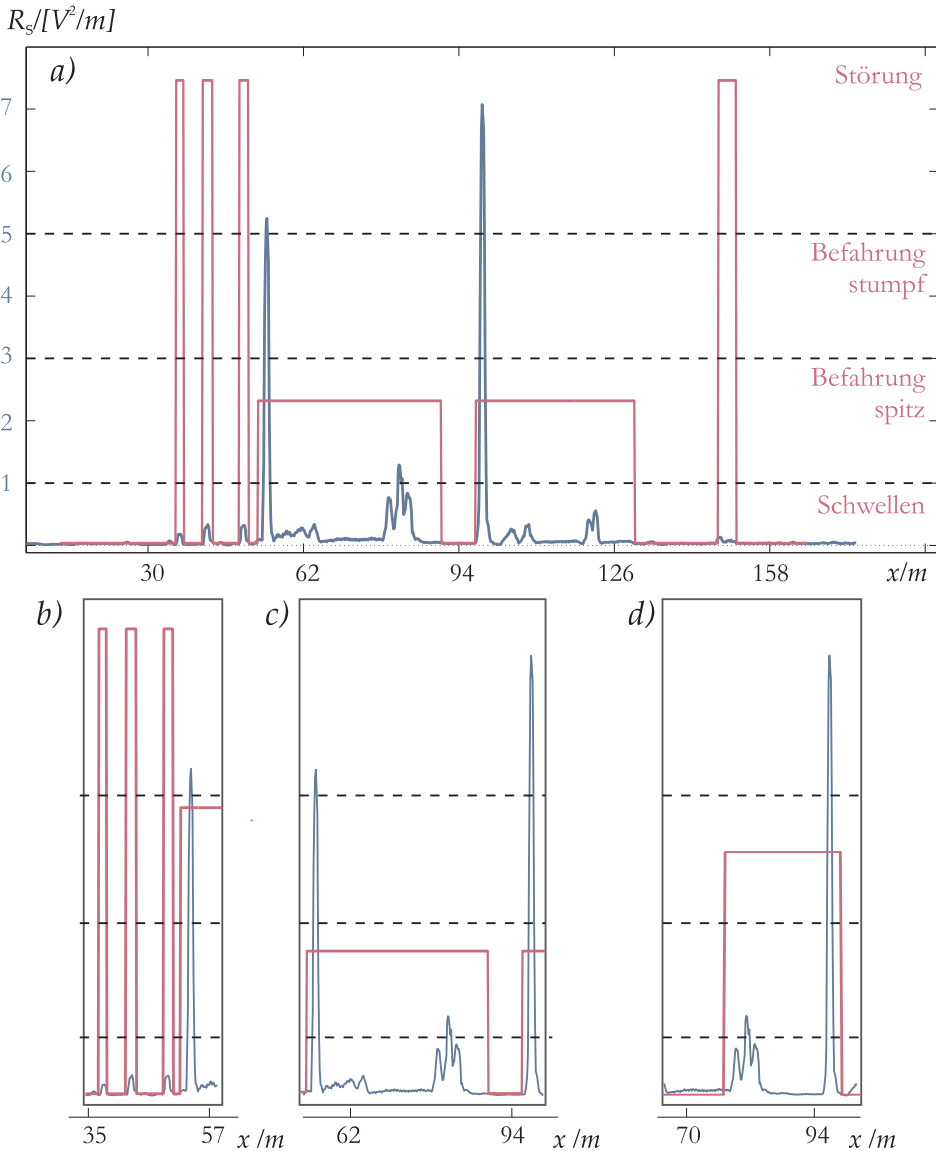 R_S/[V²/m]
a)
Störung
7
6
5
Befahrung
stumpf
4
3
Befahrung
spitz
2
1
Schwellen
30 62 94 126 158 x/m
b) c) d)
35 57 x/m 62 94 70 94 x/m